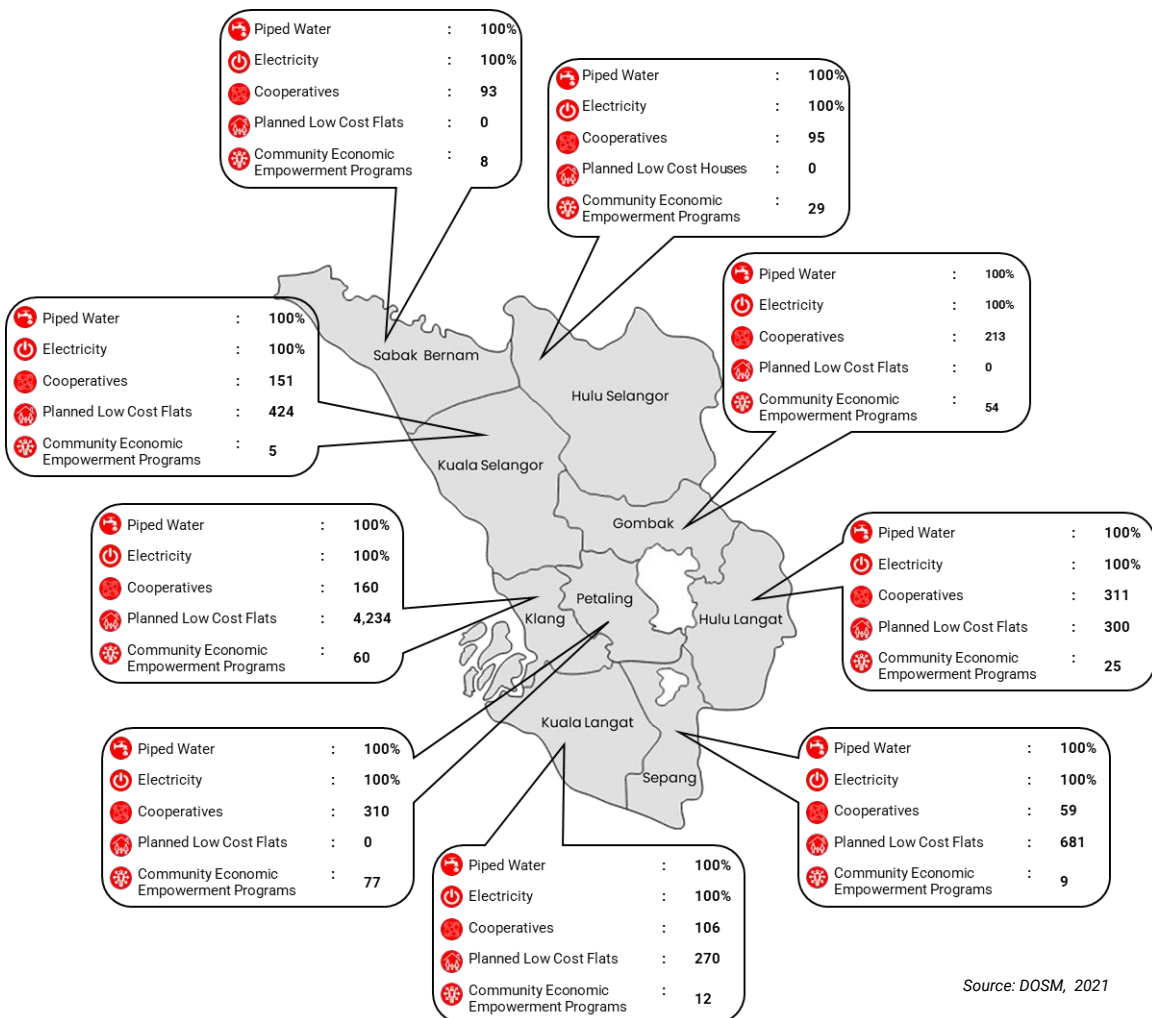 Piped Water : 100%
Electricity : 100%
Cooperatives : 93
Planned Low Cost Flats : 0
Community Economic : 8
Empowerment Programs
Piped Water : 100%
Electricity : 100%
Cooperatives : 95
Planned Low Cost Houses : 0
Community Economic : 29
Empowerment Programs
Piped Water : 100%
Electricity : 100%
Cooperatives : 213
Planned Low Cost Flats : 0
Community Economic : 54
Empowerment Programs
Piped Water : 100%
Electricity : 100%
Cooperatives : 151
Planned Low Cost Flats : 424
Community Economic : 5
Empowerment Programs
Sabak Bernam
Hulu Selangor
Kuala Selangor
Gombak
Petaling
Klang
Hulu Langat
Kuala Langat
Sepang
Piped Water : 100%
Electricity : 100%
Cooperatives : 160
Planned Low Cost Flats : 4,234
Community Economic : 60
Empowerment Programs
Piped Water : 100%
Electricity : 100%
Cooperatives : 311
Planned Low Cost Flats : 300
Community Economic : 25
Empowerment Programs
Piped Water : 100%
Electricity : 100%
Cooperatives : 310
Planned Low Cost Flats : 0
Community Economic : 77
Empowerment Programs
Piped Water : 100%
Electricity : 100%
Cooperatives : 59
Planned Low Cost Flats : 681
Community Economic : 9
Empowerment Programs
Piped Water : 100%
Electricity : 100%
Cooperatives : 106
Planned Low Cost Flats : 270
Community Economic : 12
Empowerment Programs
Source: DOSM, 2021